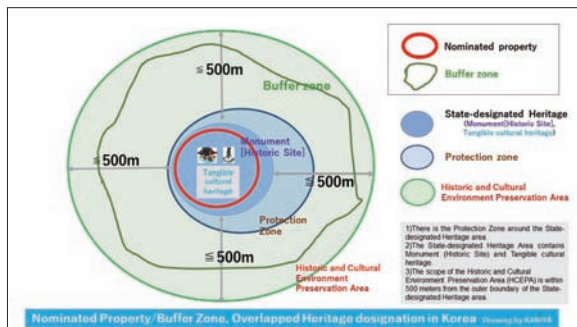 ≦ 500m
Buffer zone
≦ 500m
Monument
[Historic Site]
Tangible
cultural
heritage
≦ 500m
Protection
Zone
≦ 500m
Historic and Cultural
Environment
Preservation Area
Nominated property
Buffer zone
State-designated Heritage
(Monument[Historic Site],
Tangible cultural heritage)
Protection zone
Historic and Cultural
Environment Preservation Area
1)There is the Protection Zone around the State-
designated Heritage area.
2)The State-designated Heritage Area contains
Monument (Historic Site) and Tangible cultural
heritage.
3)The scope of the Historic and Cultural
Environment Preservation Area (HCEPA) is within
500 meters from the outer boundary of the State-
designated Heritage area.
Nominated Property/Buffer Zone, Overlapped Heritage designation in Korea